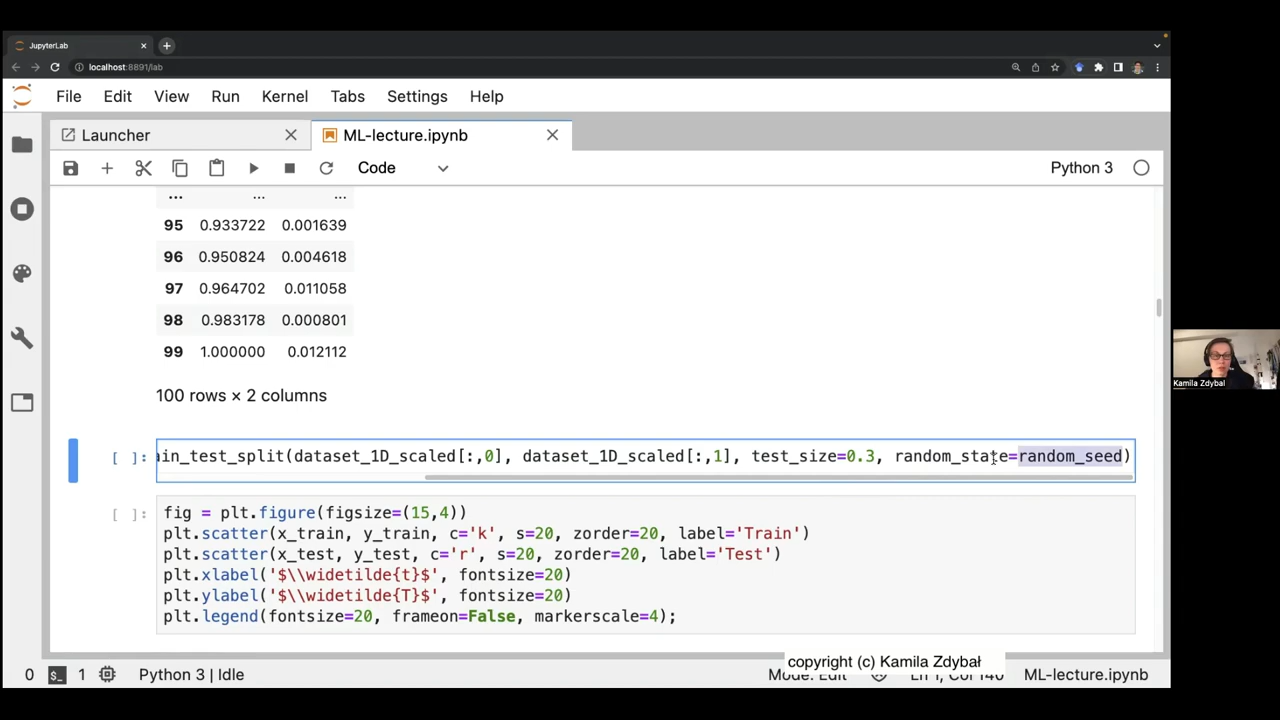 JupyterLab
localhost:8891/lab
File Edit View Run Kernel Tabs Settings Help
Launcher
ML-lecture.ipynb
Code
Python 3
... ... ...
95 0.933722 0.001639
96 0.950824 0.004618
97 0.964702 0.011058
98 0.983178 0.000801
99 1.000000 0.012112
100 rows × 2 columns
[ ]: in_test_split(dataset_1D_scaled[:,0], dataset_1D_scaled[:,1], test_size=0.3, random_state=random_seed)
[ ]: fig = plt.figure(figsize=(15,4))
plt.scatter(x_train, y_train, c='k', s=20, zorder=20, label='Train')
plt.scatter(x_test, y_test, c='r', s=20, zorder=20, label='Test')
plt.xlabel('$\\widetilde{t}$', fontsize=20)
plt.ylabel('$\\widetilde{T}$', fontsize=20)
plt.legend(fontsize=20, frameon=False, markerscale=4);
Kamila Zdybal
copyright (c) Kamila Zdybał
0 1 Python 3 | Idle Mode: Edit Ln 1, Col 140 ML-lecture.ipynb